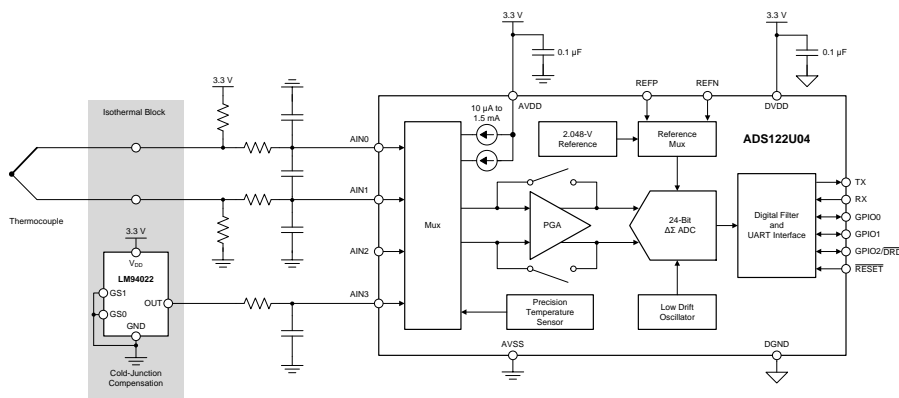 3.3 V
3.3 V
0.1 µF
0.1 µF
3.3 V
Isothermal Block
REFP
REFN
AVDD
DVDD
10 µA to
1.5 mA
2.048-V
Reference
Reference
Mux
ADS122U04
AIN0
AIN1
AIN2
AIN3
Thermocouple
Mux
PGA
24-Bit
ΔΣ ADC
Digital Filter
and
UART Interface
TX
RX
GPIO0
GPIO1
GPIO2/DRD
RESET
3.3 V
VDD
LM94022
GS1
GS0
OUT
GND
Precision
Temperature
Sensor
Low Drift
Oscillator
AVSS
DGND
Cold-Junction
Compensation